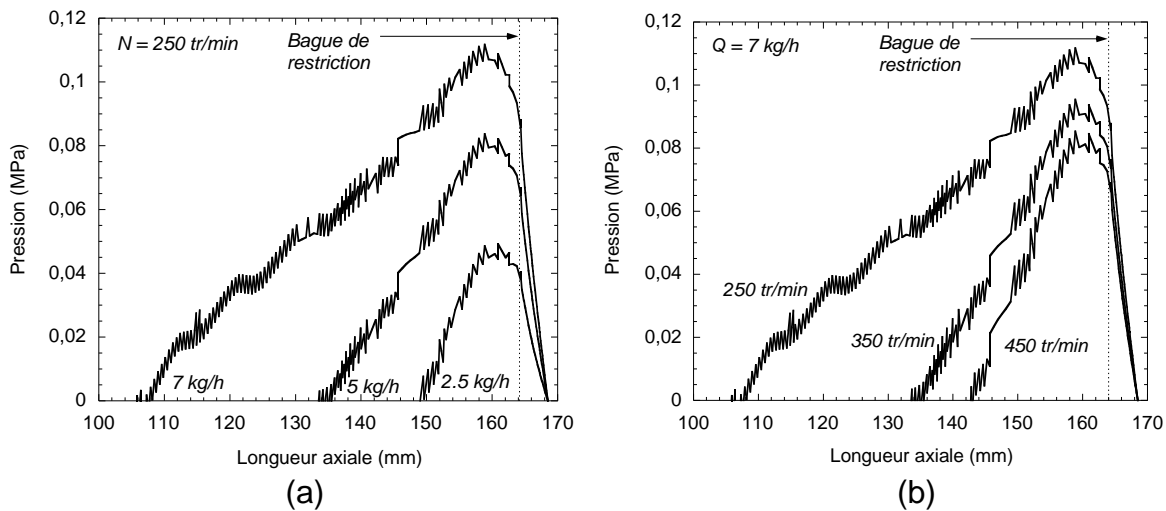 0,12
0,1
0,08
0,06
0,04
0,02
0
Pression (MPa)
N = 250 tr/min
Bague de
restriction
7 kg/h
5 kg/h
2.5 kg/h
100 110 120 130 140 150 160 170
Longueur axiale (mm)
(a)
0,12
0,1
0,08
0,06
0,04
0,02
0
Pression (MPa)
Q = 7 kg/h
Bague de
restriction
250 tr/min
350 tr/min
450 tr/min
100 110 120 130 140 150 160 170
Longueur axiale (mm)
(b)